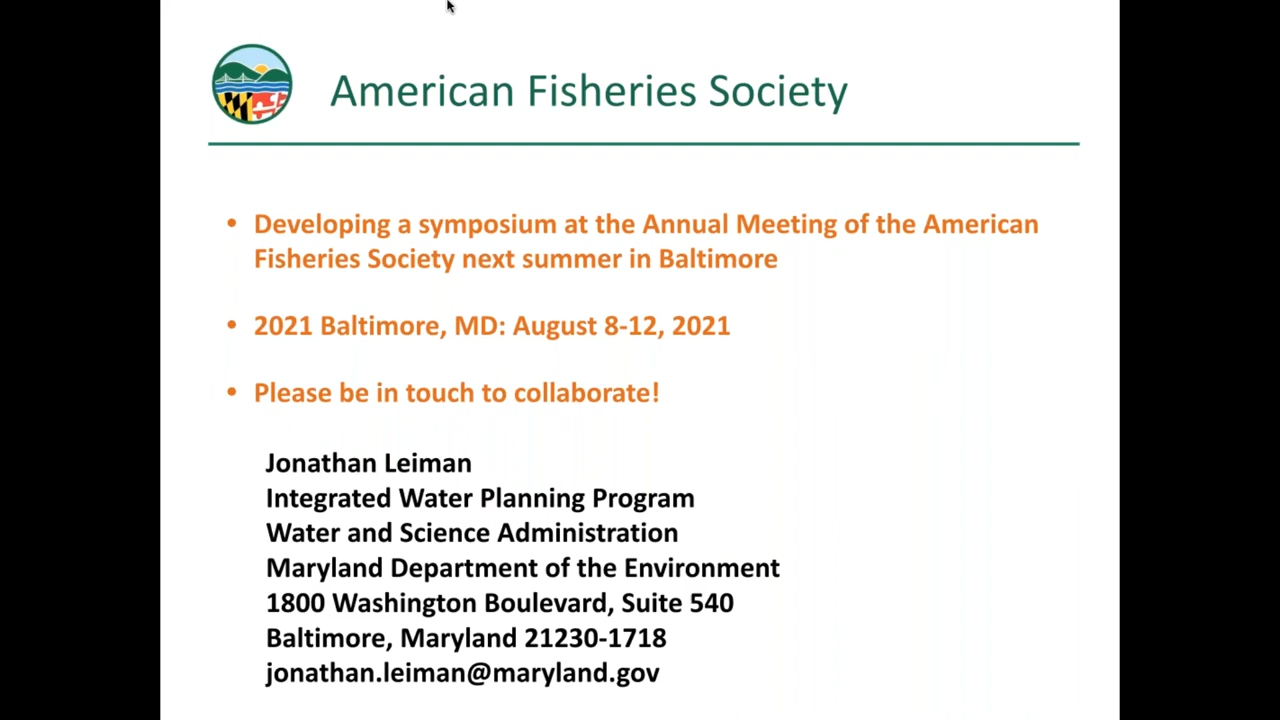 American Fisheries Society
• Developing a symposium at the Annual Meeting of the American
Fisheries Society next summer in Baltimore
• 2021 Baltimore, MD: August 8-12, 2021
• Please be in touch to collaborate!
Jonathan Leiman
Integrated Water Planning Program
Water and Science Administration
Maryland Department of the Environment
1800 Washington Boulevard, Suite 540
Baltimore, Maryland 21230-1718
jonathan.leiman@maryland.gov